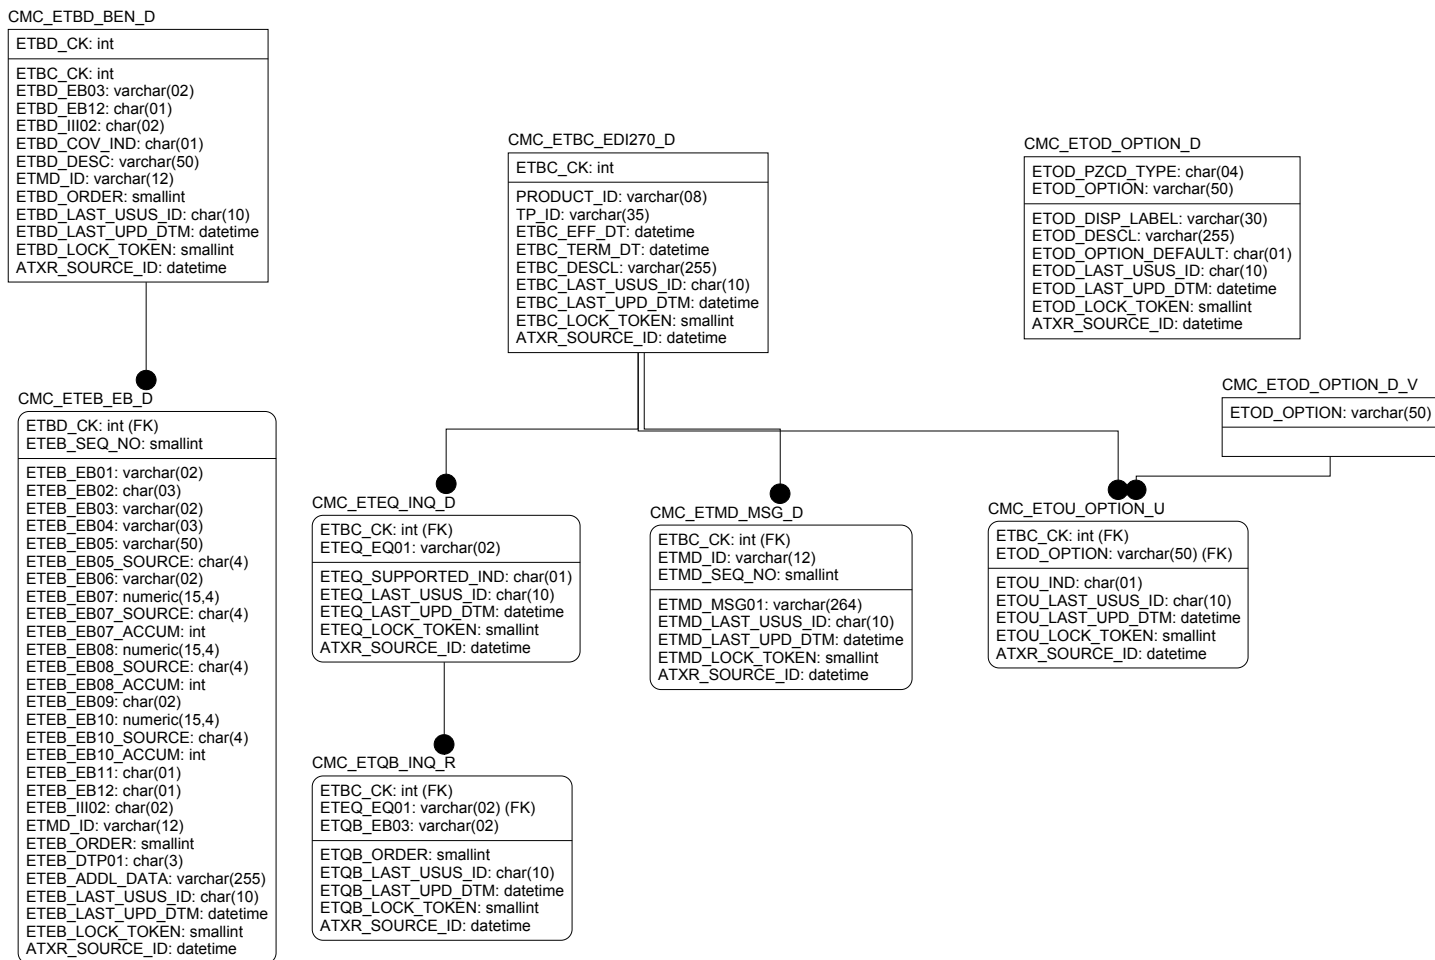 CMC_ETBD_BEN_D
ETBD_CK: int
ETBC_CK: int
ETBD_EB03: varchar(02)
ETBD_EB12: char(01)
ETBD_III02: char(02)
ETBD_COV_IND: char(01)
ETBD_DESC: varchar(50)
ETMD_ID: varchar(12)
ETBD_ORDER: smallint
ETBD_LAST_USUS_ID: char(10)
ETBD_LAST_UPD_DTM: datetime
ETBD_LOCK_TOKEN: smallint
ATXR_SOURCE_ID: datetime
CMC_ETBC_EDI270_D
ETBC_CK: int
PRODUCT_ID: varchar(08)
TP_ID: varchar(35)
ETBC_EFF_DT: datetime
ETBC_TERM_DT: datetime
ETBC_DESCL: varchar(255)
ETBC_LAST_USUS_ID: char(10)
ETBC_LAST_UPD_DTM: datetime
ETBC_LOCK_TOKEN: smallint
ATXR_SOURCE_ID: datetime
CMC_ETOD_OPTION_D
ETOD_PZCD_TYPE: char(04)
ETOD_OPTION: varchar(50)
ETOD_DISP_LABEL: varchar(30)
ETOD_DESCL: varchar(255)
ETOD_OPTION_DEFAULT: char(01)
ETOD_LAST_USUS_ID: char(10)
ETOD_LAST_UPD_DTM: datetime
ETOD_LOCK_TOKEN: smallint
ATXR_SOURCE_ID: datetime
CMC_ETOD_OPTION_D_V
ETOD_OPTION: varchar(50)
CMC_ETEB_EB_D
ETBD_CK: int (FK)
ETEB_SEQ_NO: smallint
ETEB_EB01: varchar(02)
ETEB_EB02: char(03)
ETEB_EB03: varchar(02)
ETEB_EB04: varchar(03)
ETEB_EB05: varchar(50)
ETEB_EB05_SOURCE: char(4)
ETEB_EB06: varchar(02)
ETEB_EB07: numeric(15,4)
ETEB_EB07_SOURCE: char(4)
ETEB_EB07_ACCUM: int
ETEB_EB08: numeric(15,4)
ETEB_EB08_SOURCE: char(4)
ETEB_EB08_ACCUM: int
ETEB_EB09: char(02)
ETEB_EB10: numeric(15,4)
ETEB_EB10_SOURCE: char(4)
ETEB_EB10_ACCUM: int
ETEB_EB11: char(01)
ETEB_EB12: char(01)
ETEB_III02: char(02)
ETMD_ID: varchar(12)
ETEB_ORDER: smallint
ETEB_DTP01: char(3)
ETEB_ADDL_DATA: varchar(255)
ETEB_LAST_USUS_ID: char(10)
ETEB_LAST_UPD_DTM: datetime
ETEB_LOCK_TOKEN: smallint
ATXR_SOURCE_ID: datetime
CMC_ETEQ_INQ_D
ETBC_CK: int (FK)
ETEQ_EQ01: varchar(02)
ETEQ_SUPPORTED_IND: char(01)
ETEQ_LAST_USUS_ID: char(10)
ETEQ_LAST_UPD_DTM: datetime
ETEQ_LOCK_TOKEN: smallint
ATXR_SOURCE_ID: datetime
CMC_ETMD_MSG_D
ETBC_CK: int (FK)
ETMD_ID: varchar(12)
ETMD_SEQ_NO: smallint
ETMD_MSG01: varchar(264)
ETMD_LAST_USUS_ID: char(10)
ETMD_LAST_UPD_DTM: datetime
ETMD_LOCK_TOKEN: smallint
ATXR_SOURCE_ID: datetime
CMC_ETOU_OPTION_U
ETBC_CK: int (FK)
ETOD_OPTION: varchar(50) (FK)
ETOU_IND: char(01)
ETOU_LAST_USUS_ID: char(10)
ETOU_LAST_UPD_DTM: datetime
ETOU_LOCK_TOKEN: smallint
ATXR_SOURCE_ID: datetime
CMC_ETQB_INQ_R
ETBC_CK: int (FK)
ETEQ_EQ01: varchar(02) (FK)
ETQB_EB03: varchar(02)
ETQB_ORDER: smallint
ETQB_LAST_USUS_ID: char(10)
ETQB_LAST_UPD_DTM: datetime
ETQB_LOCK_TOKEN: smallint
ATXR_SOURCE_ID: datetime